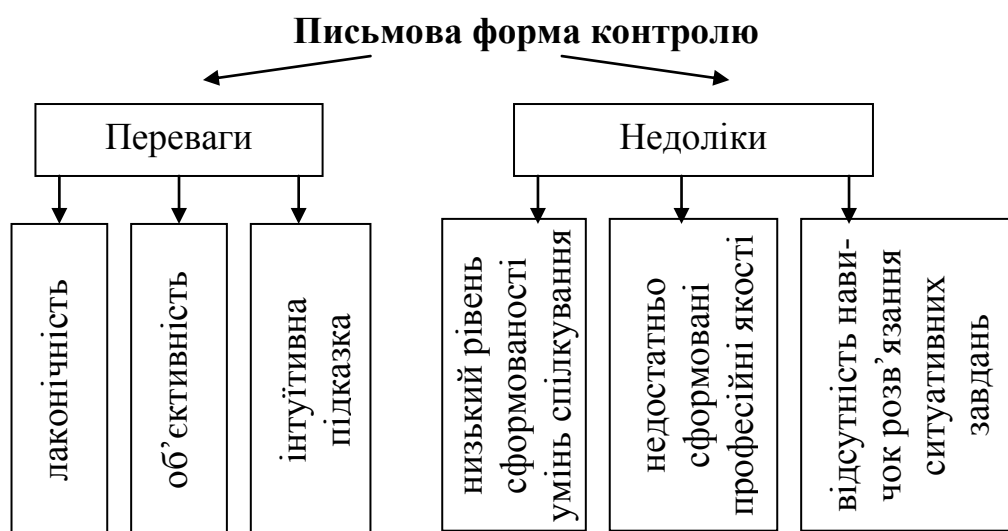 Письмова форма контролю
Переваги
Недоліки
лаконічність
об’єктивність
інтуїтивна
підказка
низький рівень
сформованості
умінь спілкування
недостатньо
сформовані
професійні якості
відсутність нави-
чок розв’язання
ситуативних
завдань